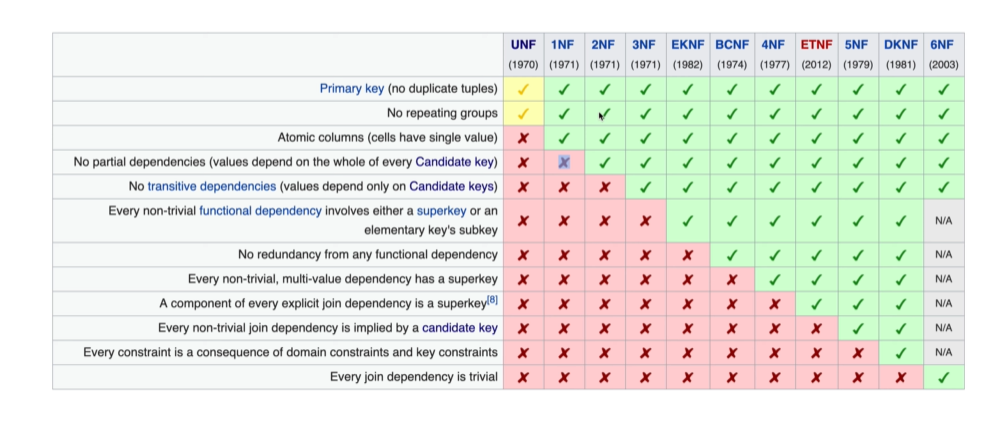 UNF 1NF 2NF 3NF EKNF BCNF 4NF ETNF 5NF DKNF 6NF
(1970) (1971) (1971) (1971) (1982) (1974) (1977) (2012) (1979) (1981) (2003)
Primary key (no duplicate tuples) ✓ ✓ ✓ ✓ ✓ ✓ ✓ ✓ ✓ ✓ ✓
No repeating groups ✓ ✓ ✓ ✓ ✓ ✓ ✓ ✓ ✓ ✓ ✓
Atomic columns (cells have single value) ✗ ✓ ✓ ✓ ✓ ✓ ✓ ✓ ✓ ✓ ✓
No partial dependencies (values depend on the whole of every Candidate key) ✗ ✗ ✓ ✓ ✓ ✓ ✓ ✓ ✓ ✓ ✓
No transitive dependencies (values depend only on Candidate keys) ✗ ✗ ✗ ✓ ✓ ✓ ✓ ✓ ✓ ✓ ✓
Every non-trivial functional dependency involves either a superkey or an
elementary key's subkey ✗ ✗ ✗ ✗ ✓ ✓ ✓ ✓ ✓ ✓ N/A
No redundancy from any functional dependency ✗ ✗ ✗ ✗ ✗ ✓ ✓ ✓ ✓ ✓ N/A
Every non-trivial, multi-value dependency has a superkey ✗ ✗ ✗ ✗ ✗ ✗ ✓ ✓ ✓ ✓ N/A
A component of every explicit join dependency is a superkey[8] ✗ ✗ ✗ ✗ ✗ ✗ ✗ ✓ ✓ ✓ N/A
Every non-trivial join dependency is implied by a candidate key ✗ ✗ ✗ ✗ ✗ ✗ ✗ ✗ ✓ ✓ N/A
Every constraint is a consequence of domain constraints and key constraints ✗ ✗ ✗ ✗ ✗ ✗ ✗ ✗ ✗ ✓ N/A
Every join dependency is trivial ✗ ✗ ✗ ✗ ✗ ✗ ✗ ✗ ✗ ✗ ✓